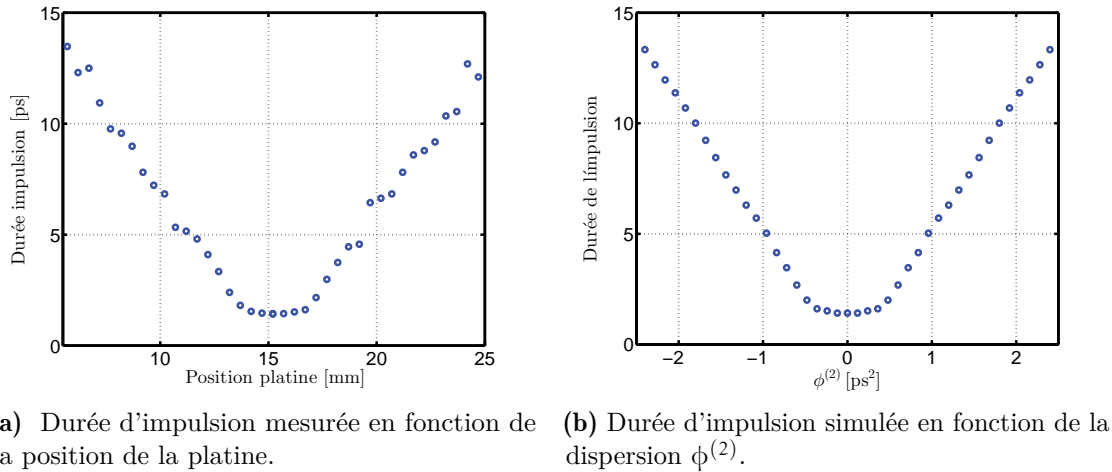 15
10
5
0
10
15
20
25
Durée impulsion [ps]
Position platine [mm]
15
10
5
0
−2
−1
0
1
2
Durée de l´impulsion
ϕ(2) [ps2]
a) Durée d'impulsion mesurée en fonction de
a position de la platine.
(b) Durée d'impulsion simulée en fonction de la
dispersion ϕ(2).